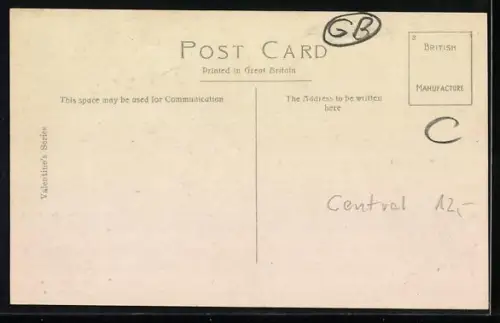 GB
POST CARD
Printed in Great Britain
BRITISH
MANUFACTURE
This space may be used for Communication
The Address to be written
here
C
Valentine's Series
Control 12,-